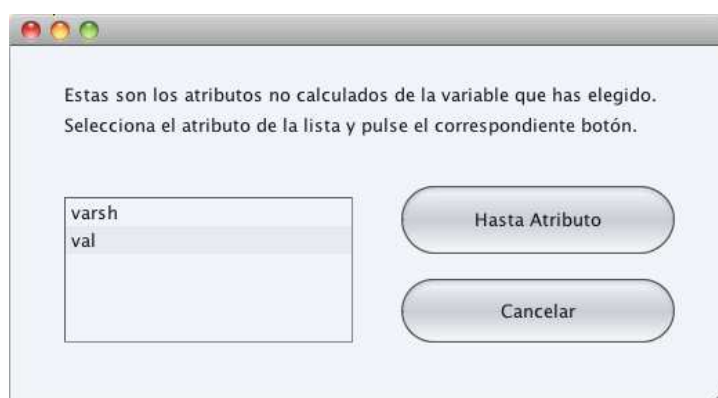 Estas son los atributos no calculados de la variable que has elegido.
Selecciona el atributo de la lista y pulse el correspondiente botón.
varsh
val
Hasta Atributo
Cancelar